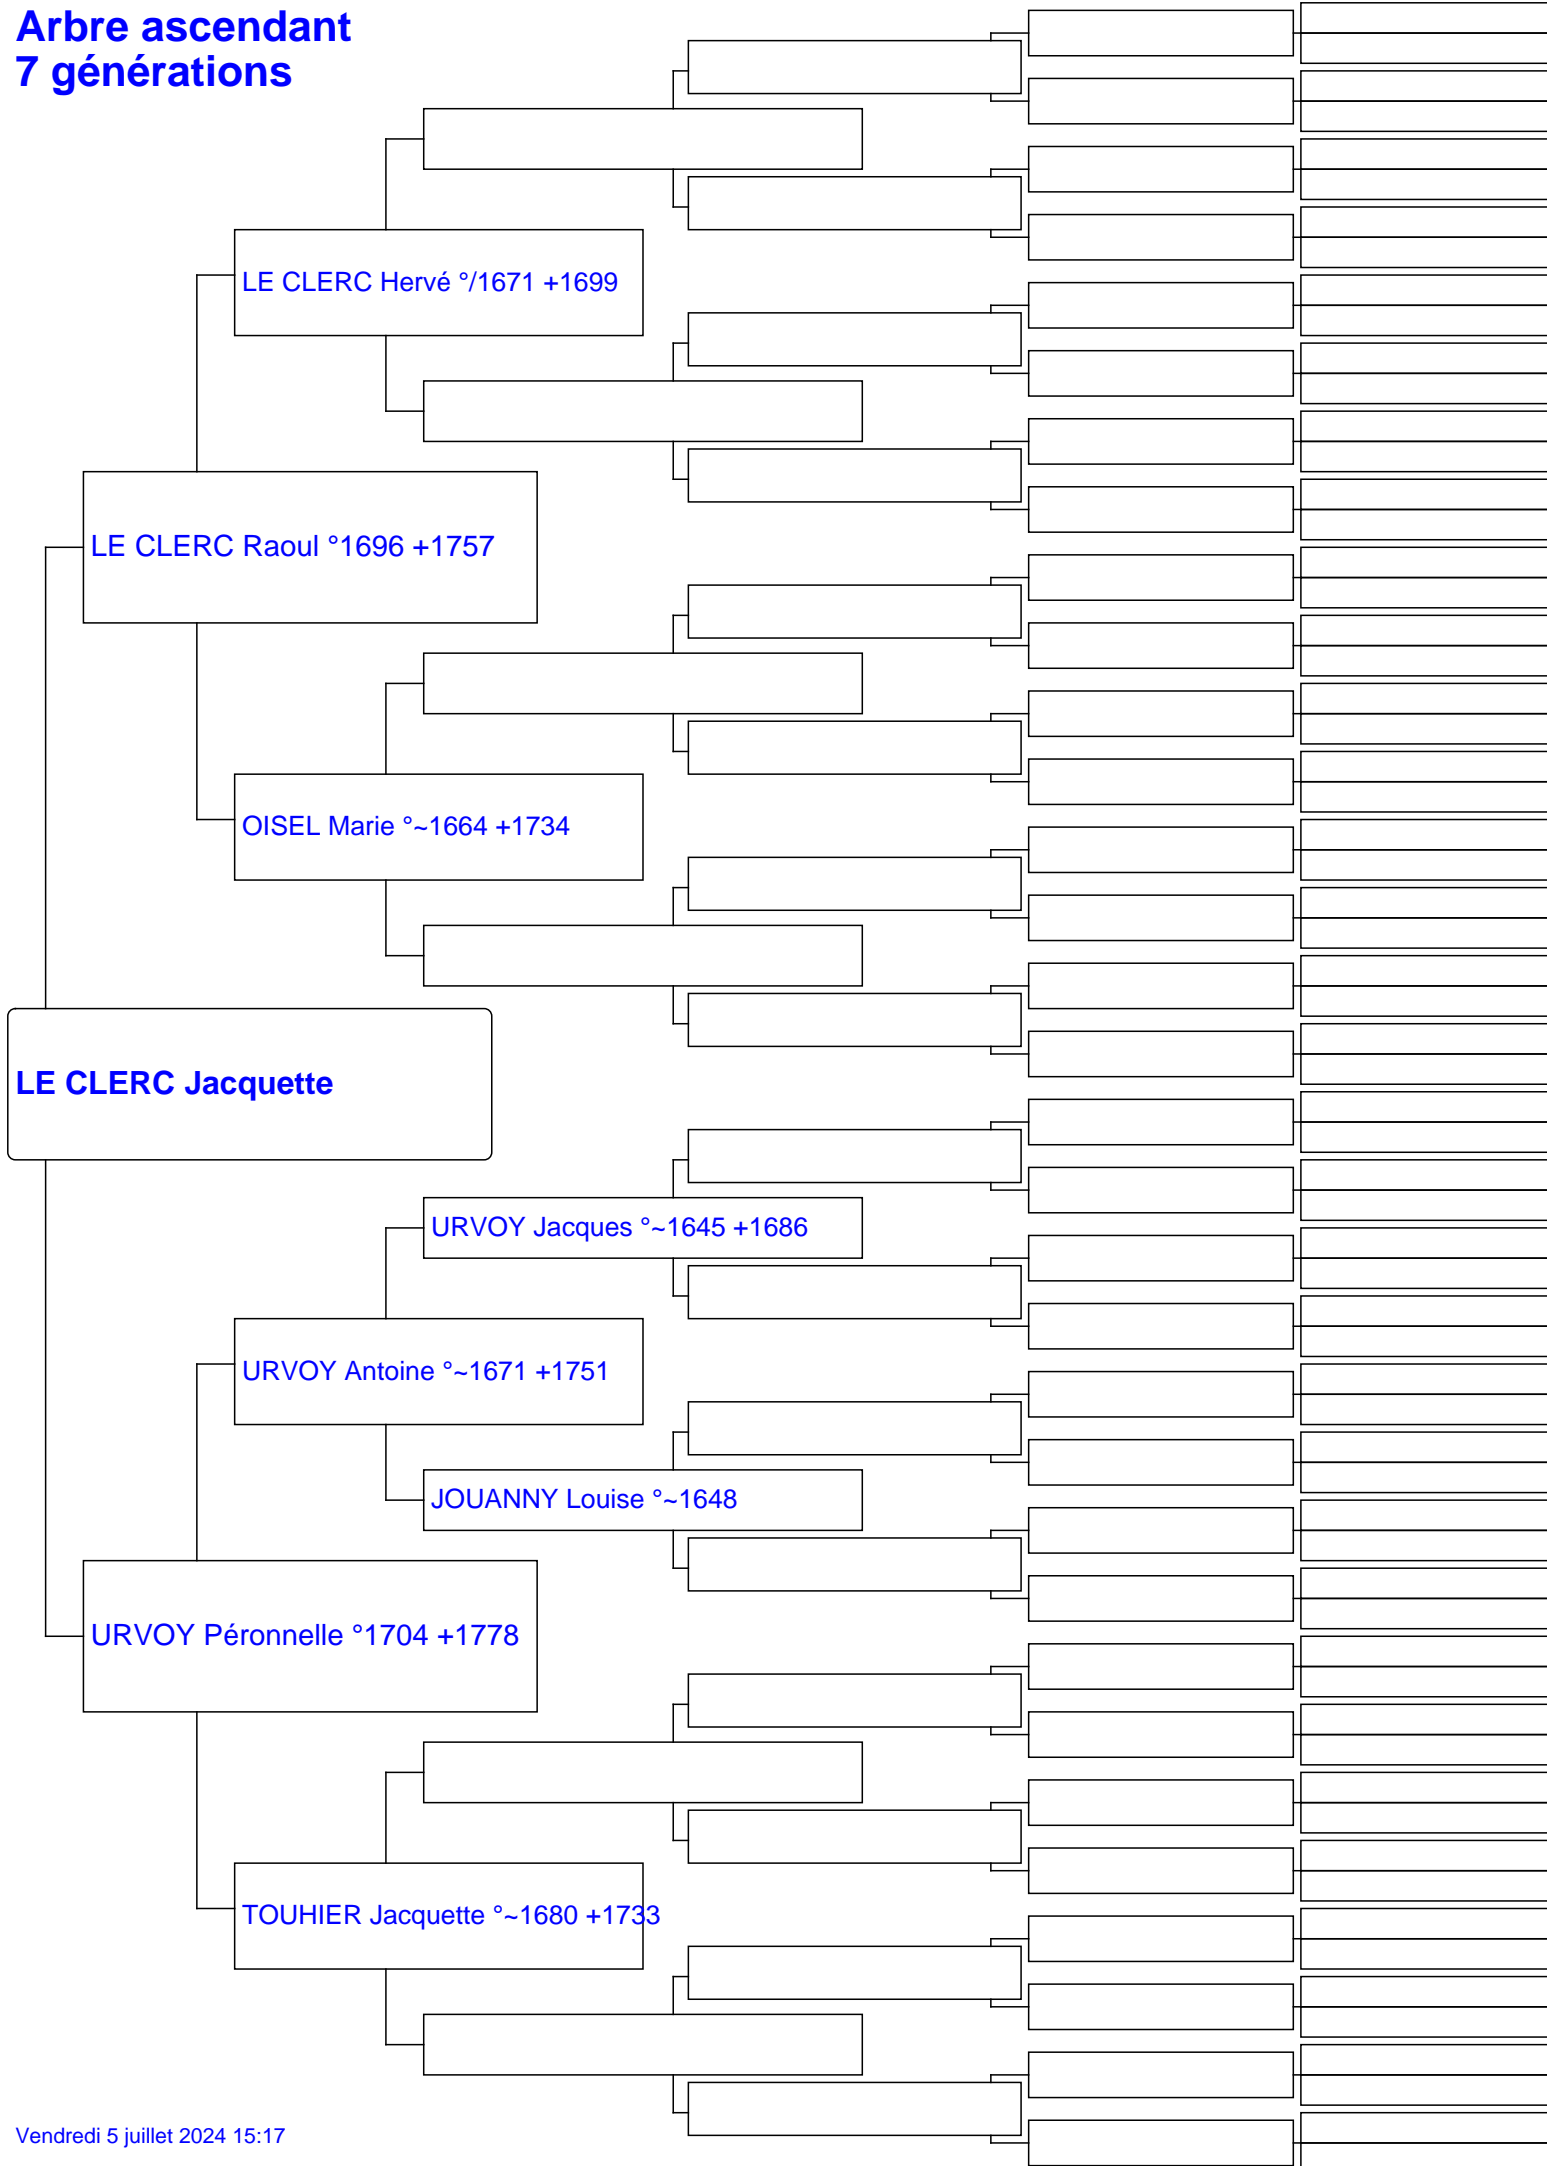 Arbre ascendant
7 générations
LE CLERC Hervé °/1671 +1699
LE CLERC Raoul °1696 +1757
OISEL Marie °~1664 +1734
LE CLERC Jacquette
URVOY Jacques °~1645 +1686
URVOY Antoine °~1671 +1751
JOUANNY Louise °~1648
URVOY Péronnelle °1704 +1778
TOUHIER Jacquette °~1680 +1733
Vendredi 5 juillet 2024 15:17